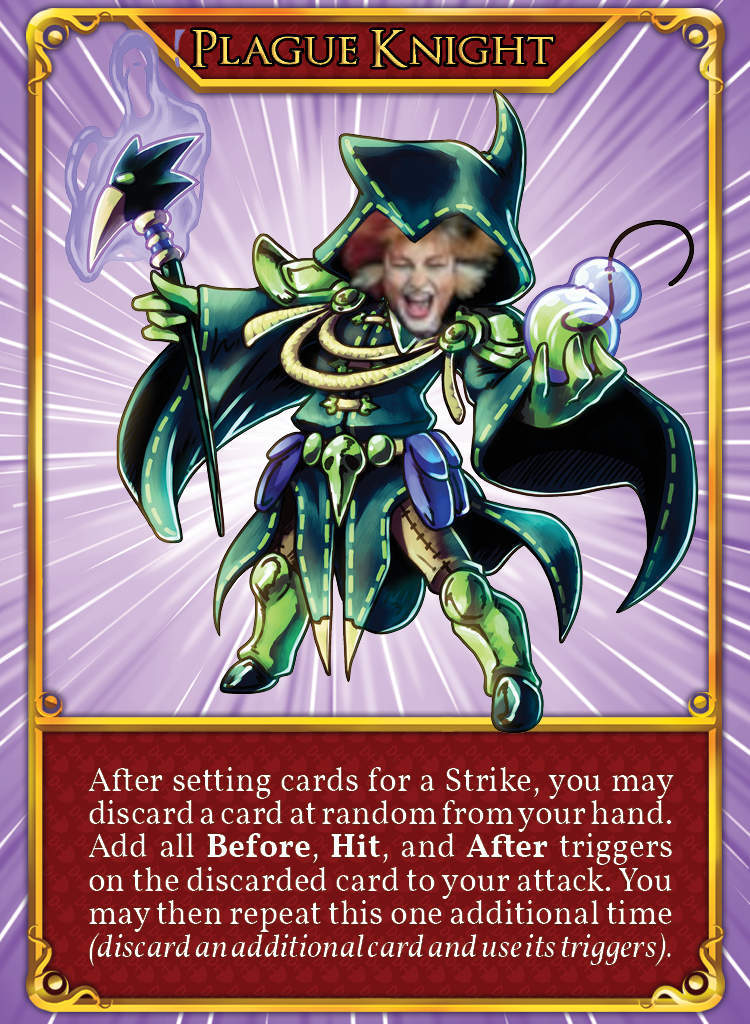 Plague Knight
After setting cards for a Strike, you may
discard a card at random from your hand.
Add all Before, Hit, and After triggers
on the discarded card to your attack. You
may then repeat this one additional time
(discard an additional card and use its triggers).